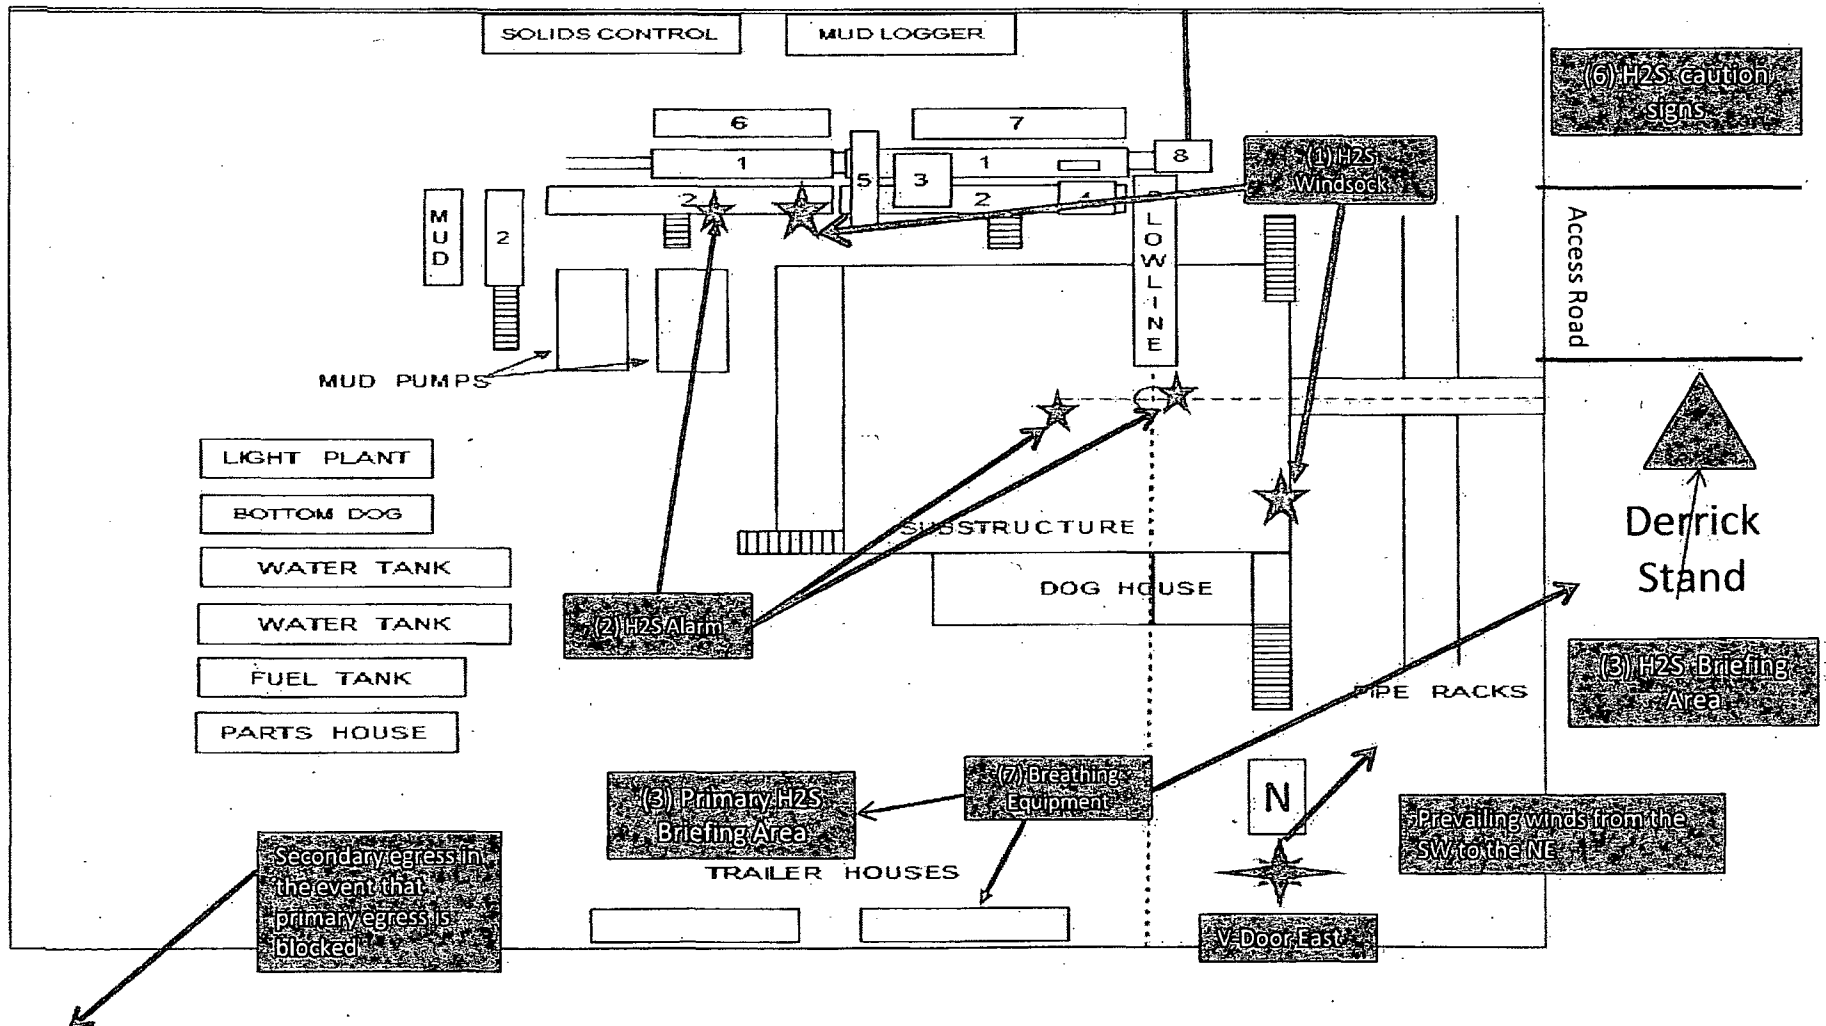 SOLIDS CONTROL
MUD LOGGER
(6) H2S caution
signs
6
7
1
1
8
5
3
(1) H2S
Windsock
2
2
4
MUD
2
FLOWLINE
Access Road
MUD PUMPS
LIGHT PLANT
BOTTOM DOG
WATER TANK
WATER TANK
FUEL TANK
PARTS HOUSE
SUBSTRUCTURE
DOG HOUSE
Derrick
Stand
(2) H2S Alarm
(3) H2S Briefing
Area
PIPE RACKS
(3) Primary H2S
Briefing Area
(7) Breathing
Equipment
N
Prevailing winds from the
SW to the NE
TRAILER HOUSES
Secondary egress in
the event that
primary egress is
blocked
V-Door East